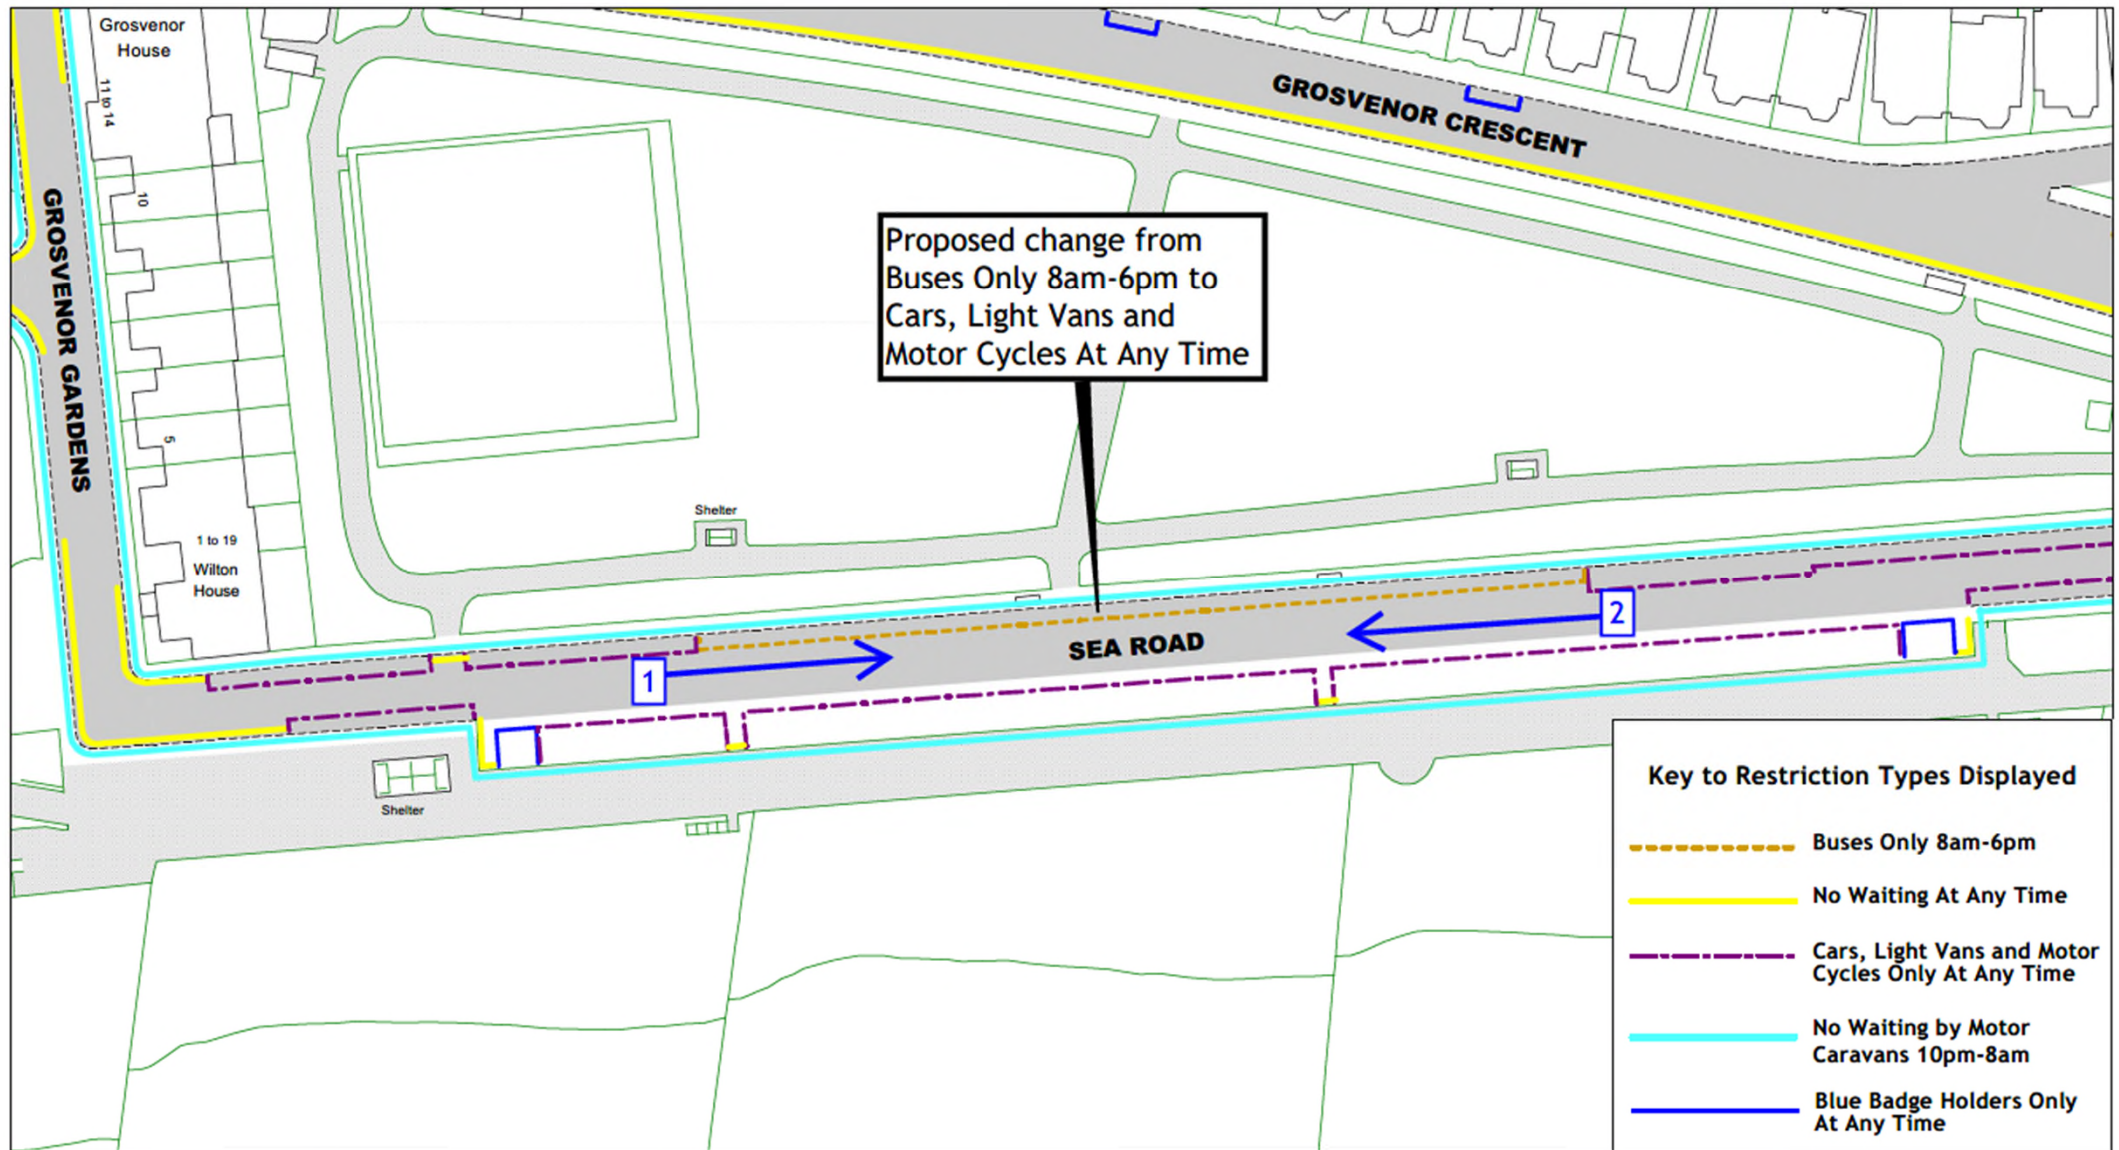 Grosvenor
House
11 to 14
GROSVENOR CRESCENT
10
GROSVENOR GARDENS
Proposed change from
Buses Only 8am-6pm to
Cars, Light Vans and
Motor Cycles At Any Time
5
Shelter
1 to 19
Wilton
House
2
SEA ROAD
1
Shelter
Key to Restriction Types Displayed
Buses Only 8am-6pm
No Waiting At Any Time
Cars, Light Vans and Motor
Cycles Only At Any Time
No Waiting by Motor
Caravans 10pm-8am
Blue Badge Holders Only
At Any Time